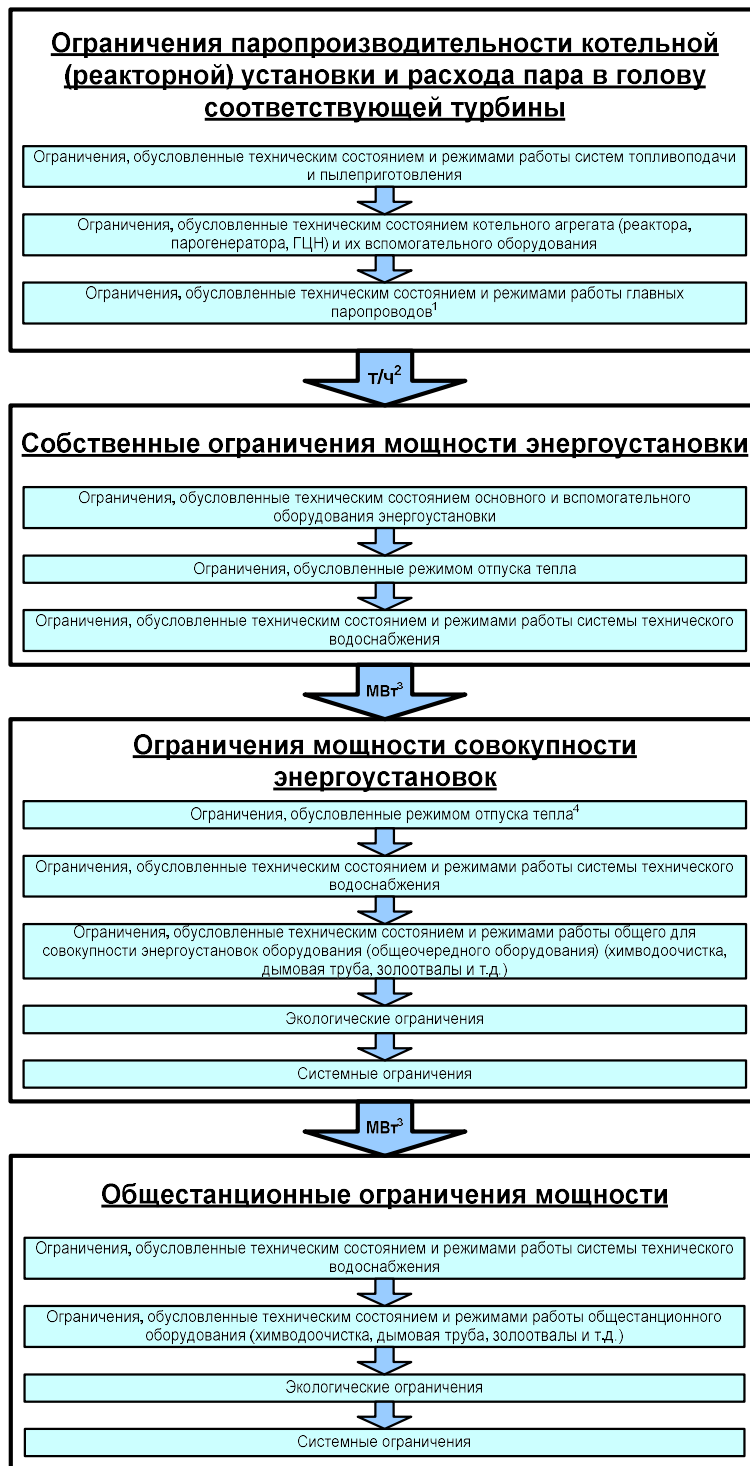 Ограничения паропроизводительности котельной
(реакторной) установки и расхода пара в голову
соответствующей турбины
Ограничения, обусловленные техническим состоянием и режимами работы систем топливоподачи
и пылеприготовления
Ограничения, обусловленные техническим состоянием котельного агрегата (реактора,
парогенератора, ГЦН) и их вспомогательного оборудования
Ограничения, обусловленные техническим состоянием и режимами работы главных
паропроводов¹
т/ч²
Собственные ограничения мощности энергоустановки
Ограничения, обусловленные техническим состоянием основного и вспомогательного
оборудования энергоустановки
Ограничения, обусловленные режимом отпуска тепла
Ограничения, обусловленные техническим состоянием и режимами работы системы технического
водоснабжения
МВт³
Ограничения мощности совокупности
энергоустановок
Ограничения, обусловленные режимом отпуска тепла⁴
Ограничения, обусловленные техническим состоянием и режимами работы системы технического
водоснабжения
Ограничения, обусловленные техническим состоянием и режимами работы общего для
совокупности энергоустановок оборудования (общеочередного оборудования) (химводоочистка,
дымовая труба, золоотвалы и т.д.)
Экологические ограничения
Системные ограничения
МВт³
Общестанционные ограничения мощности
Ограничения, обусловленные техническим состоянием и режимами работы системы технического
водоснабжения
Ограничения, обусловленные техническим состоянием и режимами работы общестанционного
оборудования (химводоочистка, дымовая труба, золоотвалы и т.д.)
Экологические ограничения
Системные ограничения